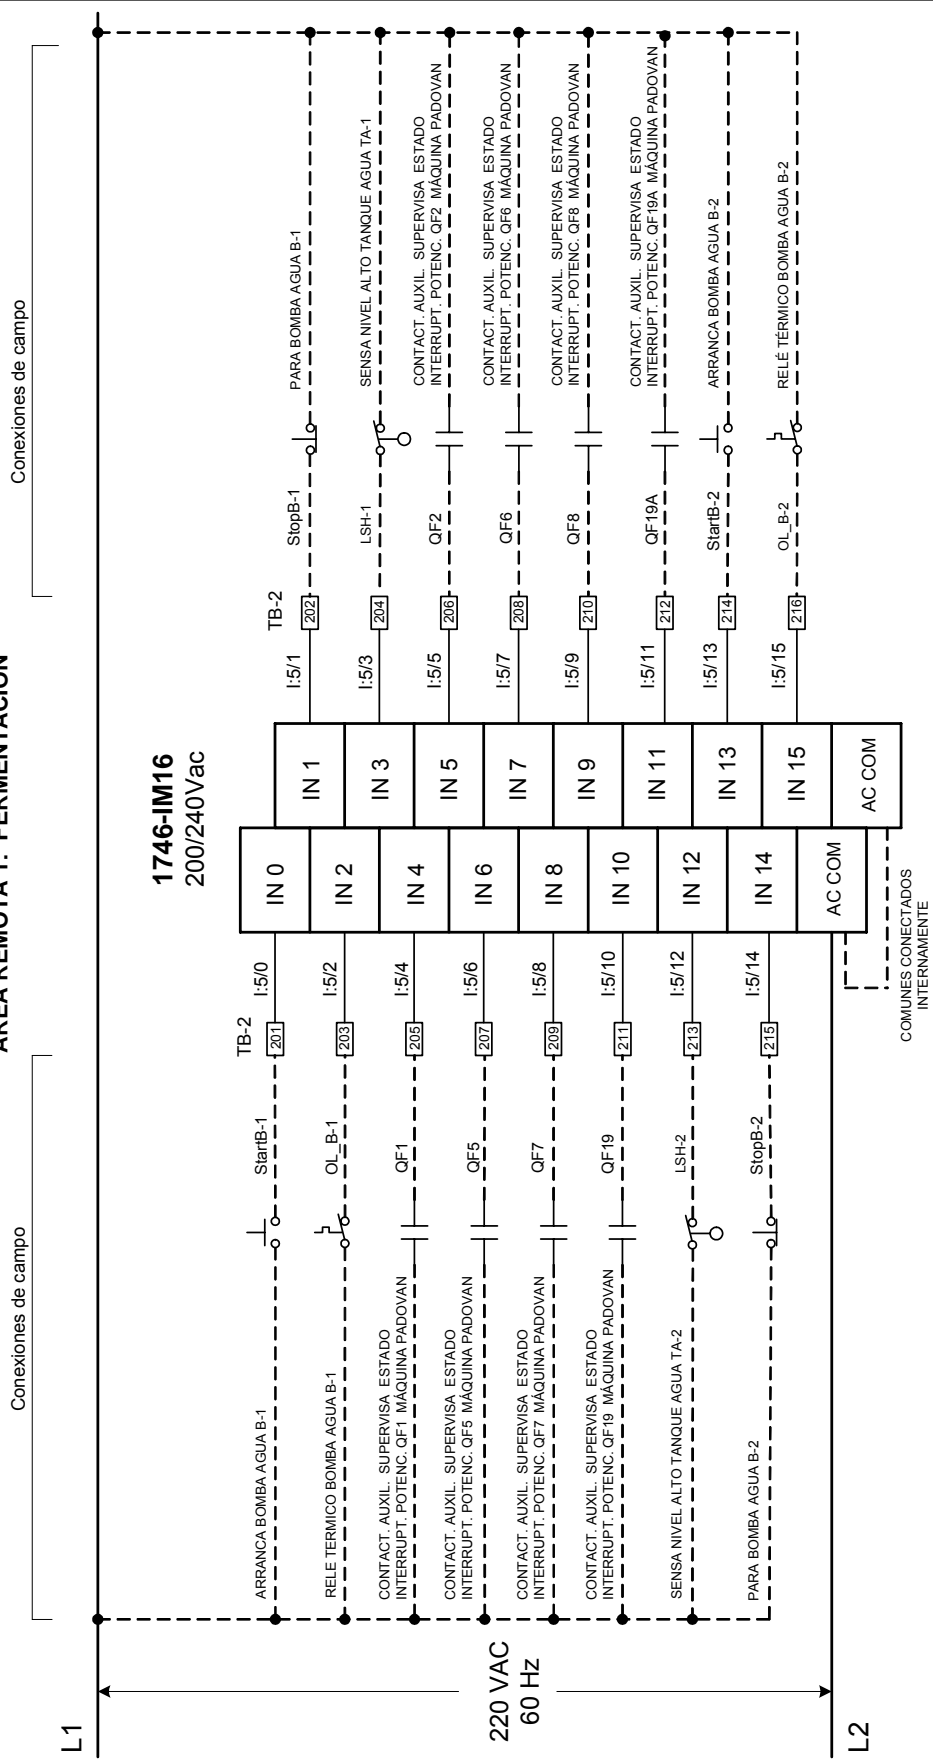 ÁREA REMOTA 1: FERMENTACIÓN
Conexiones de campo
Conexiones de campo
L1
220 VAC
60 Hz
L2
1746-IM16
200/240Vac
TB-2
ARRANCA BOMBA AGUA B-1
StartB-1
201
I:5/0
IN 0
RELE TERMICO BOMBA AGUA B-1
OL_B-1
203
I:5/2
IN 2
CONTACT. AUXIL. SUPERVISA ESTADO
INTERRUPT. POTENC. QF1 MÁQUINA PADOVAN
QF1
205
I:5/4
IN 4
CONTACT. AUXIL. SUPERVISA ESTADO
INTERRUPT. POTENC. QF5 MÁQUINA PADOVAN
QF5
207
I:5/6
IN 6
CONTACT. AUXIL. SUPERVISA ESTADO
INTERRUPT. POTENC. QF7 MÁQUINA PADOVAN
QF7
209
I:5/8
IN 8
CONTACT. AUXIL. SUPERVISA ESTADO
INTERRUPT. POTENC. QF19 MÁQUINA PADOVAN
QF19
211
I:5/10
IN 10
SENSA NIVEL ALTO TANQUE AGUA TA-2
LSH-2
213
I:5/12
IN 12
PARA BOMBA AGUA B-2
StopB-2
215
I:5/14
IN 14
AC COM
TB-2
IN 1
I:5/1
202
StopB-1
PARA BOMBA AGUA B-1
IN 3
I:5/3
204
LSH-1
SENSA NIVEL ALTO TANQUE AGUA TA-1
IN 5
I:5/5
206
QF2
CONTACT. AUXIL. SUPERVISA ESTADO
INTERRUPT. POTENC. QF2 MÁQUINA PADOVAN
IN 7
I:5/7
208
QF6
CONTACT. AUXIL. SUPERVISA ESTADO
INTERRUPT. POTENC. QF6 MÁQUINA PADOVAN
IN 9
I:5/9
210
QF8
CONTACT. AUXIL. SUPERVISA ESTADO
INTERRUPT. POTENC. QF8 MÁQUINA PADOVAN
IN 11
I:5/11
212
QF19A
CONTACT. AUXIL. SUPERVISA ESTADO
INTERRUPT. POTENC. QF19A MÁQUINA PADOVAN
IN 13
I:5/13
214
StartB-2
ARRANCA BOMBA AGUA B-2
IN 15
I:5/15
216
OL_B-2
RELÉ TÉRMICO BOMBA AGUA B-2
AC COM
COMUNES CONECTADOS
INTERNAMENTE